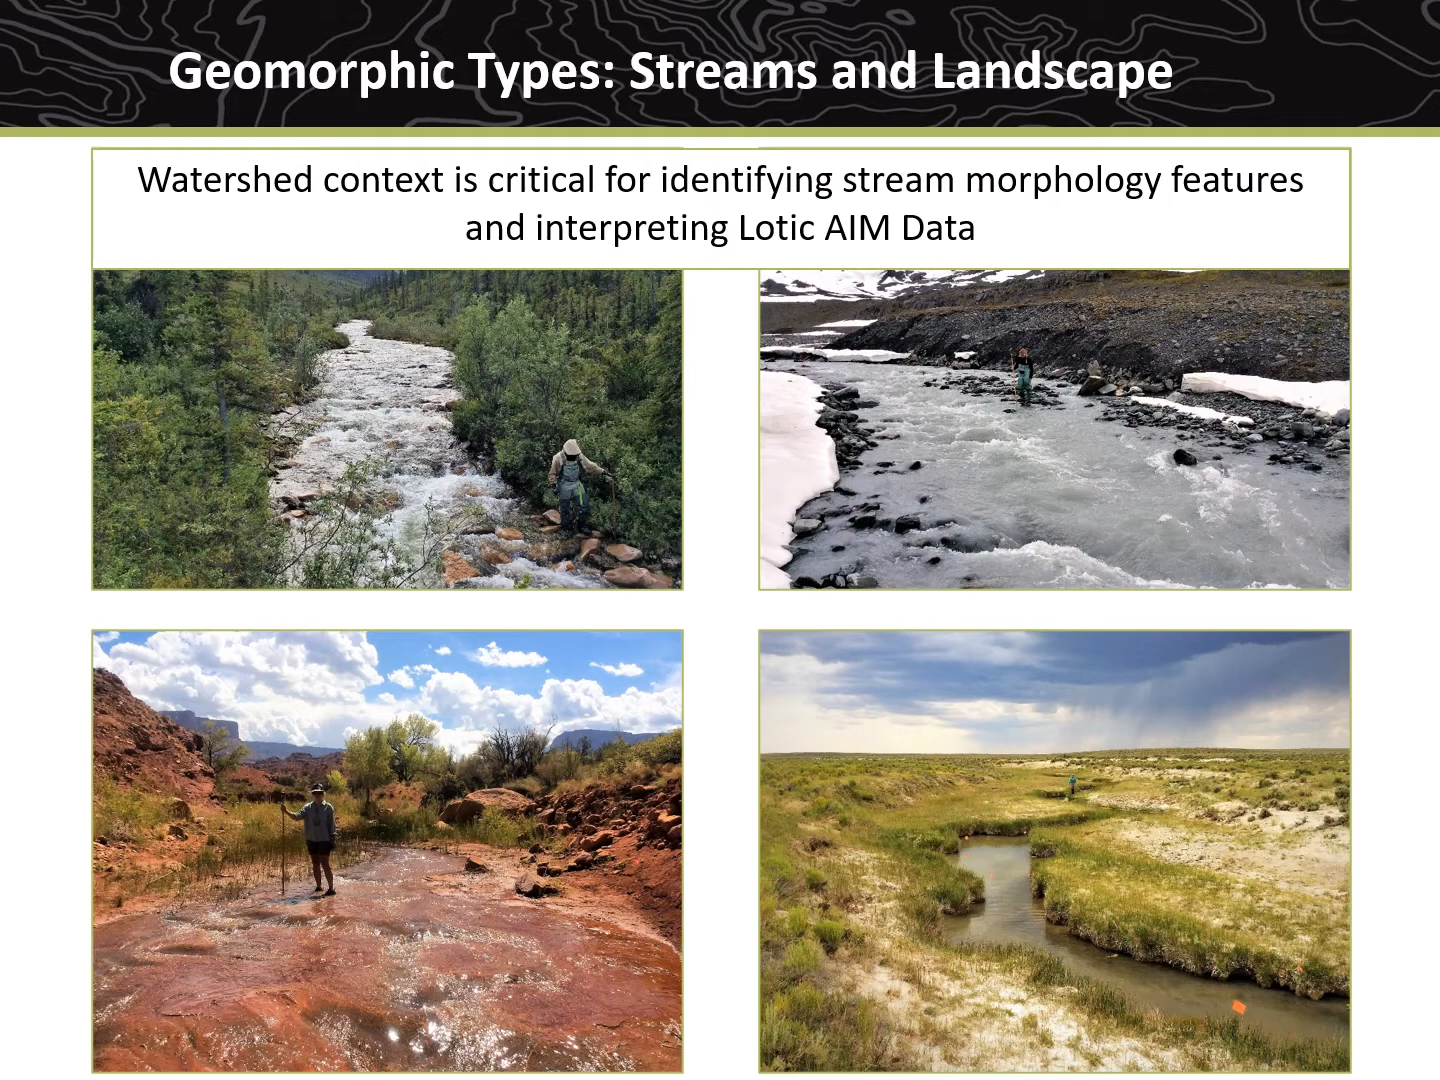 Geomorphic Types: Streams and Landscape
Watershed context is critical for identifying stream morphology features
and interpreting Lotic AIM Data